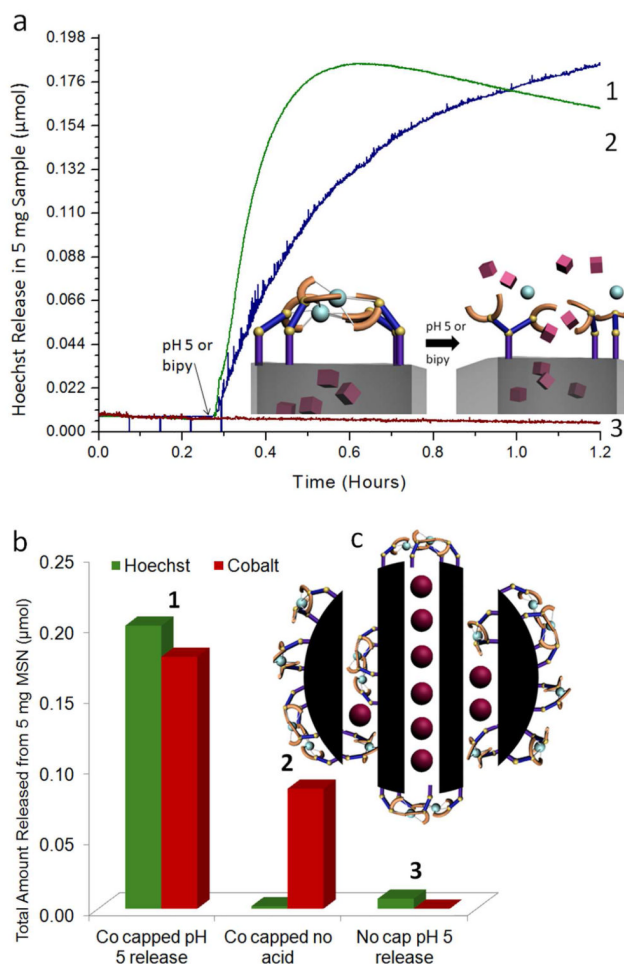 a
0.198
0.176
0.154
0.132
0.110
0.088
0.066
0.044
0.022
0.000
Hoechst Release in 5 mg Sample (μmol)
1
2
3
pH 5 or
bipy
pH 5 or
bipy
0.0 0.2 0.4 0.6 0.8 1.0 1.2
Time (Hours)
b
c
0.25
0.20
0.15
0.10
0.05
0.00
Total Amount Released from 5 mg MSN (μmol)
Hoechst Cobalt
1
2
3
Co capped pH
5 release
Co capped no
acid
No cap pH 5
release